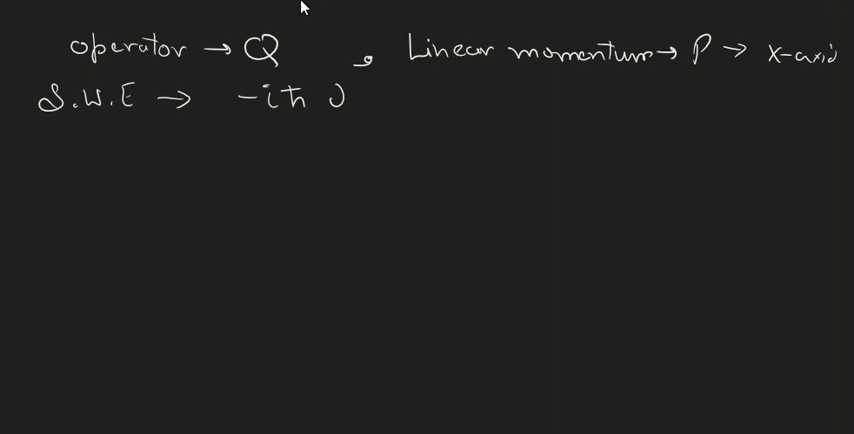 operator → Q , Linear momentum → P → x-axis
S.W.E → -iħ ∂